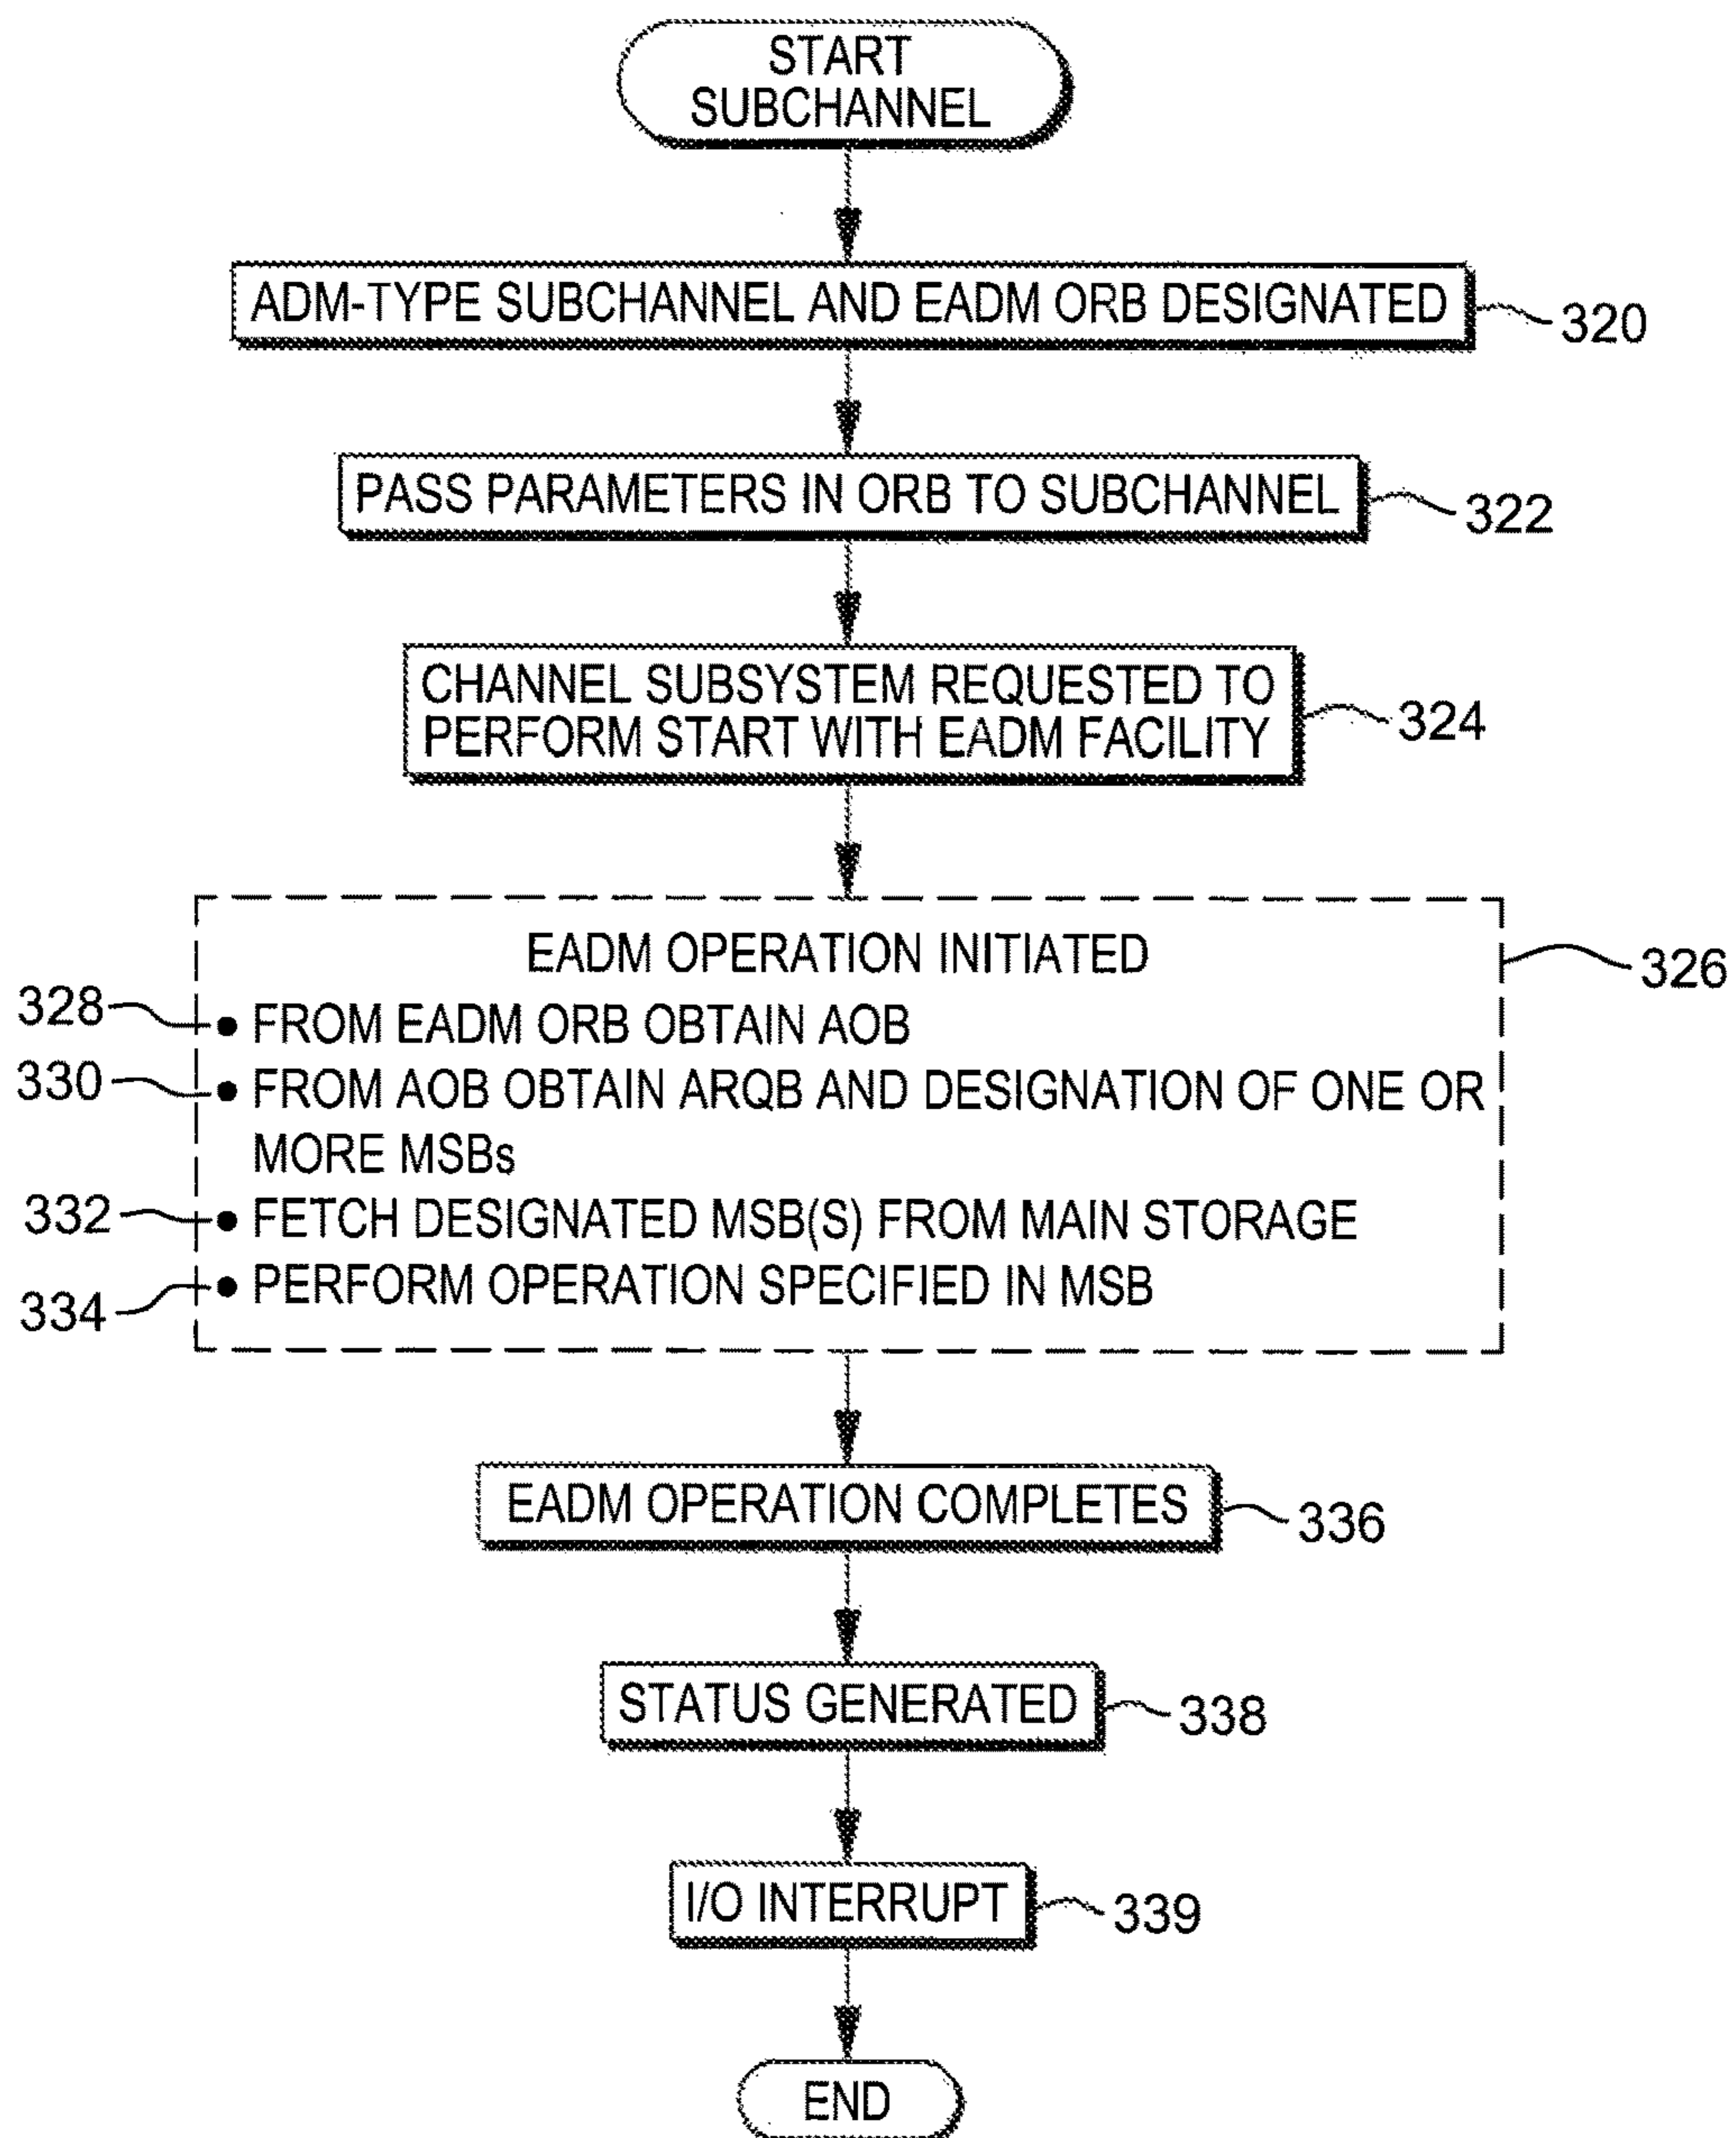 START
SUBCHANNEL
ADM-TYPE SUBCHANNEL AND EADM ORB DESIGNATED
320
PASS PARAMETERS IN ORB TO SUBCHANNEL
322
CHANNEL SUBSYSTEM REQUESTED TO
PERFORM START WITH EADM FACILITY
324
EADM OPERATION INITIATED
326
328
• FROM EADM ORB OBTAIN AOB
330
• FROM AOB OBTAIN ARQB AND DESIGNATION OF ONE OR
MORE MSBs
332
• FETCH DESIGNATED MSB(S) FROM MAIN STORAGE
334
• PERFORM OPERATION SPECIFIED IN MSB
EADM OPERATION COMPLETES
336
STATUS GENERATED
338
I/O INTERRUPT
339
END